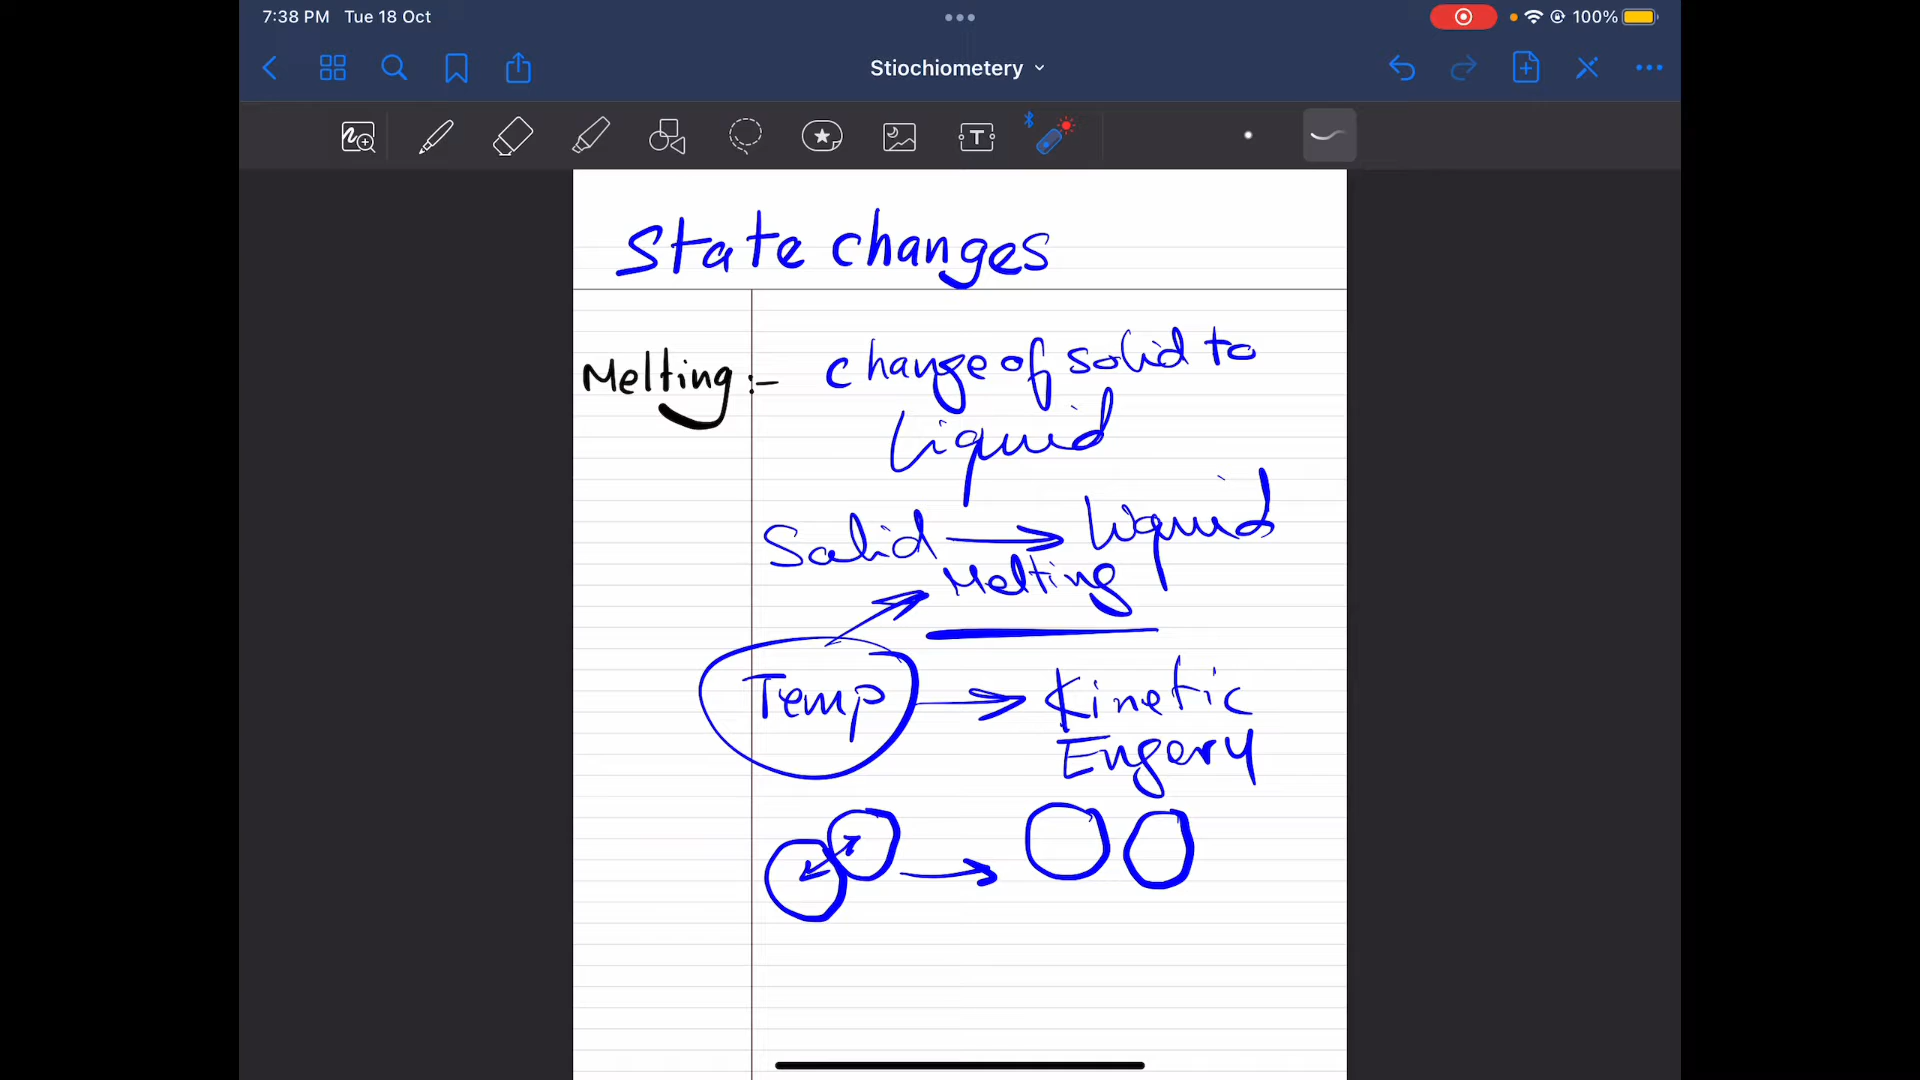 7:38 PM Tue 18 Oct
100%
Stiochiometery
T
State changes
Melting :- change of solid to
Liquid
Solid → Liquid
Melting
Temp → Kinetic
Engery